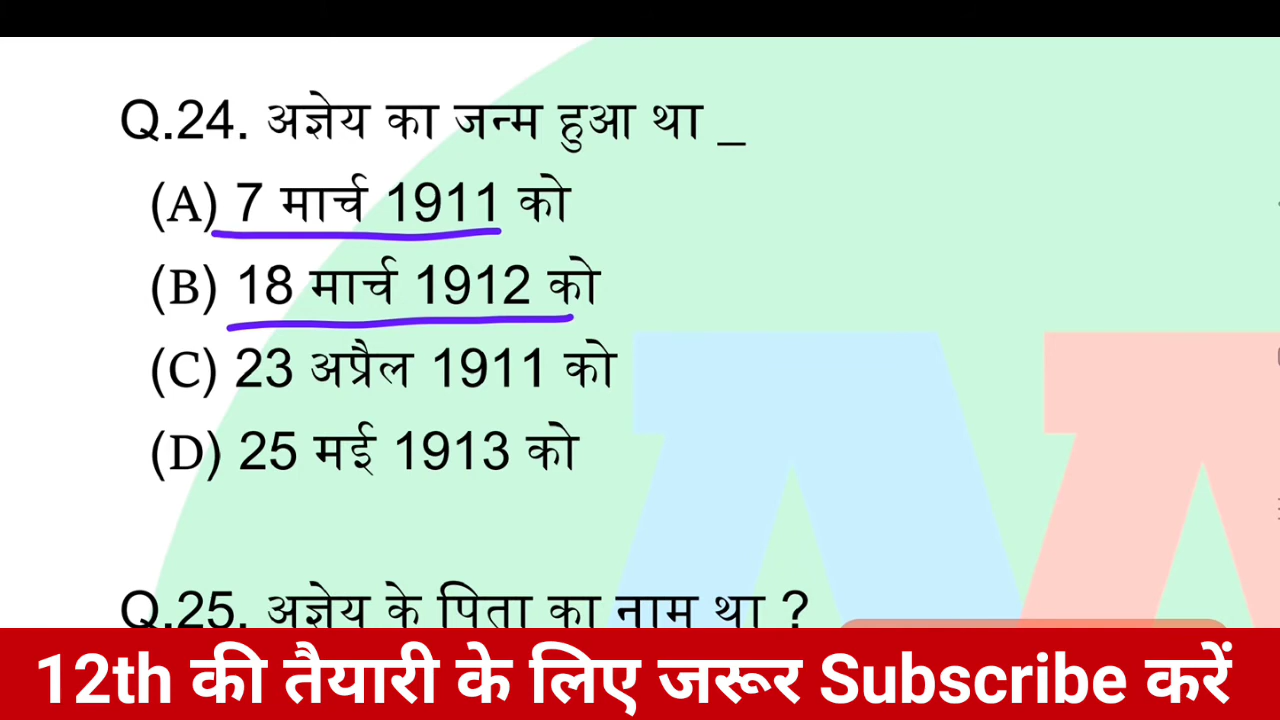 Q.24. अज्ञेय का जन्म हुआ था _
(A) 7 मार्च 1911 को
(B) 18 मार्च 1912 को
(C) 23 अप्रैल 1911 को
(D) 25 मई 1913 को
Q.25. अज्ञेय के पिता का नाम था ?
12th की तैयारी के लिए जरूर Subscribe करें